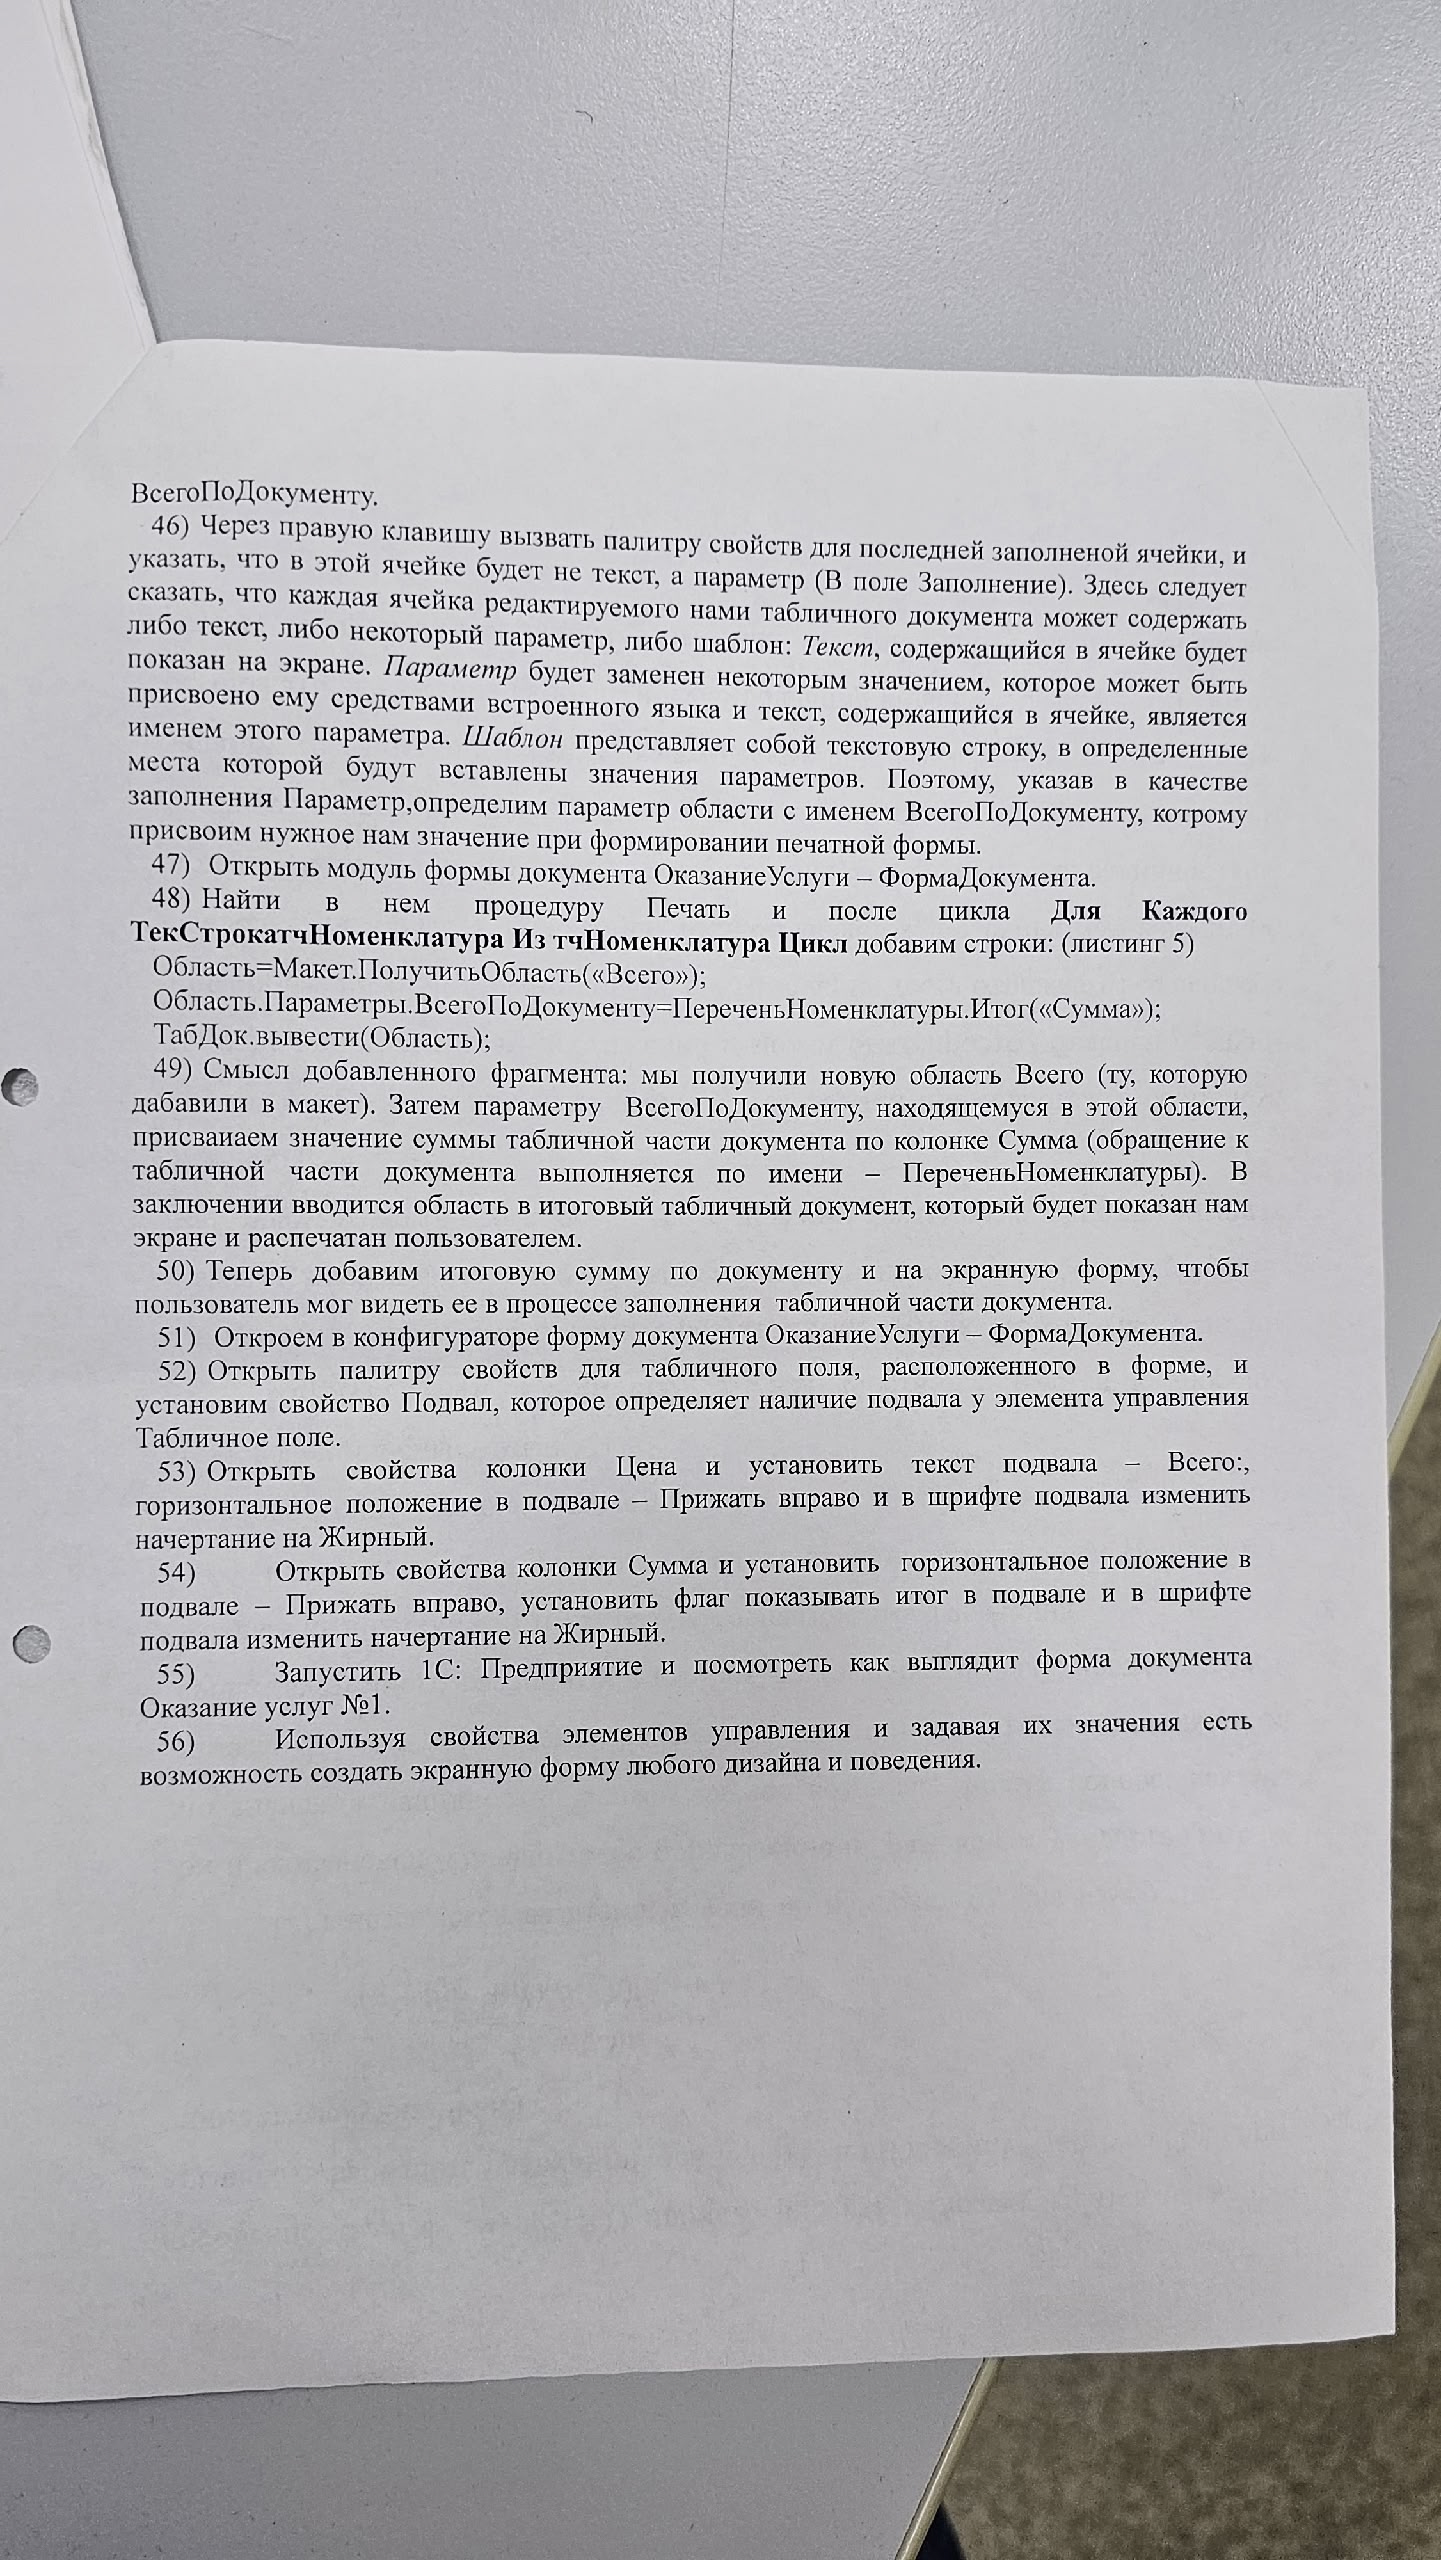 ВсегоПоДокументу.
46) Через правую клавишу вызвать палитру свойств для последней заполненой ячейки, и
указать, что в этой ячейке будет не текст, а параметр (В поле Заполнение). Здесь следует
сказать, что каждая ячейка редактируемого нами табличного документа может содержать
либо текст, либо некоторый параметр, либо шаблон: Текст, содержащийся в ячейке будет
показан на экране. Параметр будет заменен некоторым значением, которое может быть
присвоено ему средствами встроенного языка и текст, содержащийся в ячейке, является
именем этого параметра. Шаблон представляет собой текстовую строку, в определенные
места которой будут вставлены значения параметров. Поэтому, указав в качестве
заполнения Параметр,определим параметр области с именем ВсегоПоДокументу, котрому
присвоим нужное нам значение при формировании печатной формы.
47) Открыть модуль формы документа ОказаниеУслуги – ФормаДокумента.
48) Найти в нем процедуру Печать и после цикла Для Каждого
ТекСтрокатчНоменклатура Из тчНоменклатура Цикл добавим строки: (листинг 5)
Область=Макет.ПолучитьОбласть(«Всего»);
Область.Параметры.ВсегоПоДокументу=ПереченьНоменклатуры.Итог(«Сумма»);
ТабДок.вывести(Область);
49) Смысл добавленного фрагмента: мы получили новую область Всего (ту, которую
дабавили в макет). Затем параметру ВсегоПоДокументу, находящемуся в этой области,
присваиаем значение суммы табличной части документа по колонке Сумма (обращение к
табличной части документа выполняется по имени – ПереченьНоменклатуры). В
заключении вводится область в итоговый табличный документ, который будет показан нам
экране и распечатан пользователем.
50) Теперь добавим итоговую сумму по документу и на экранную форму, чтобы
пользователь мог видеть ее в процессе заполнения табличной части документа.
51) Откроем в конфигураторе форму документа ОказаниеУслуги – ФормаДокумента.
52) Открыть палитру свойств для табличного поля, расположенного в форме, и
установим свойство Подвал, которое определяет наличие подвала у элемента управления
Табличное поле.
53) Открыть свойства колонки Цена и установить текст подвала – Всего:,
горизонтальное положение в подвале – Прижать вправо и в шрифте подвала изменить
начертание на Жирный.
54) Открыть свойства колонки Сумма и установить горизонтальное положение в
подвале – Прижать вправо, установить флаг показывать итог в подвале и в шрифте
подвала изменить начертание на Жирный.
55) Запустить 1С: Предприятие и посмотреть как выглядит форма документа
Оказание услуг №1.
56) Используя свойства элементов управления и задавая их значения есть
возможность создать экранную форму любого дизайна и поведения.